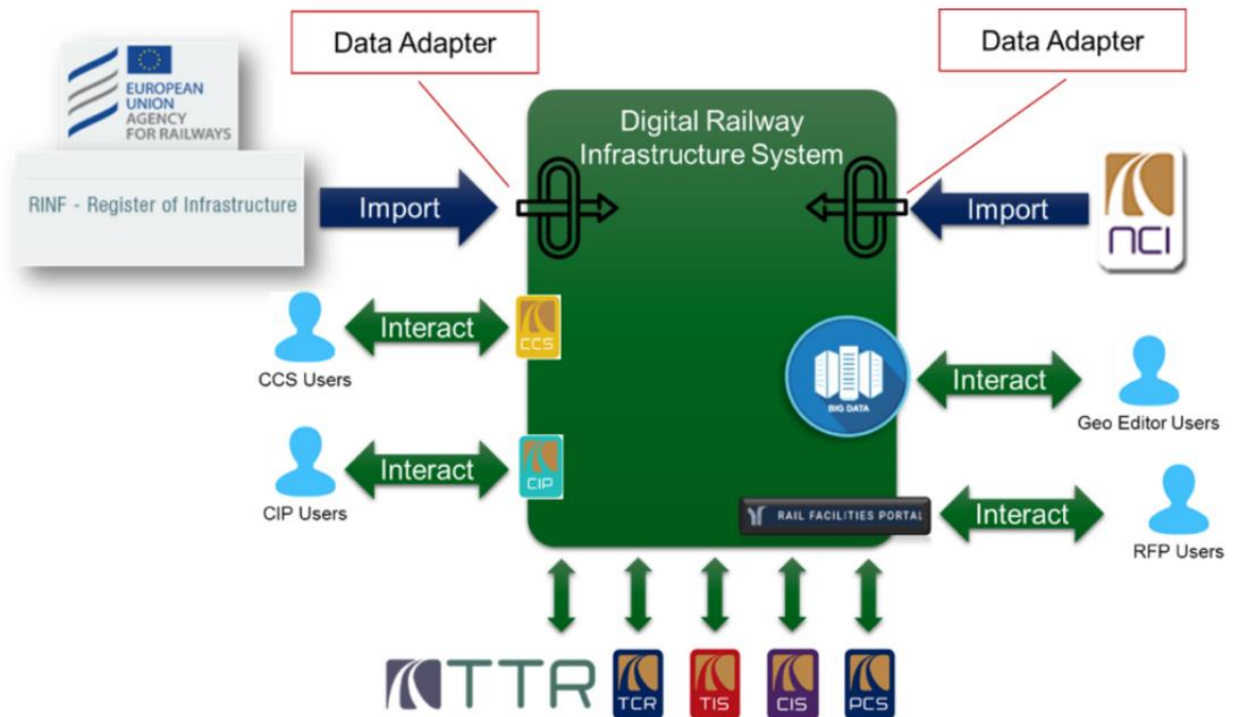 Data Adapter
Data Adapter
EUROPEAN
UNION
AGENCY
FOR RAILWAYS
Digital Railway
Infrastructure System
RINF - Register of Infrastructure
Import
Import
NCI
Interact
CCS
CCS Users
BIG DATA
Interact
Geo Editor Users
Interact
CIP
CIP Users
RAIL FACILITIES PORTAL
Interact
RFP Users
TTR
TCR
TIS
CIS
PCS